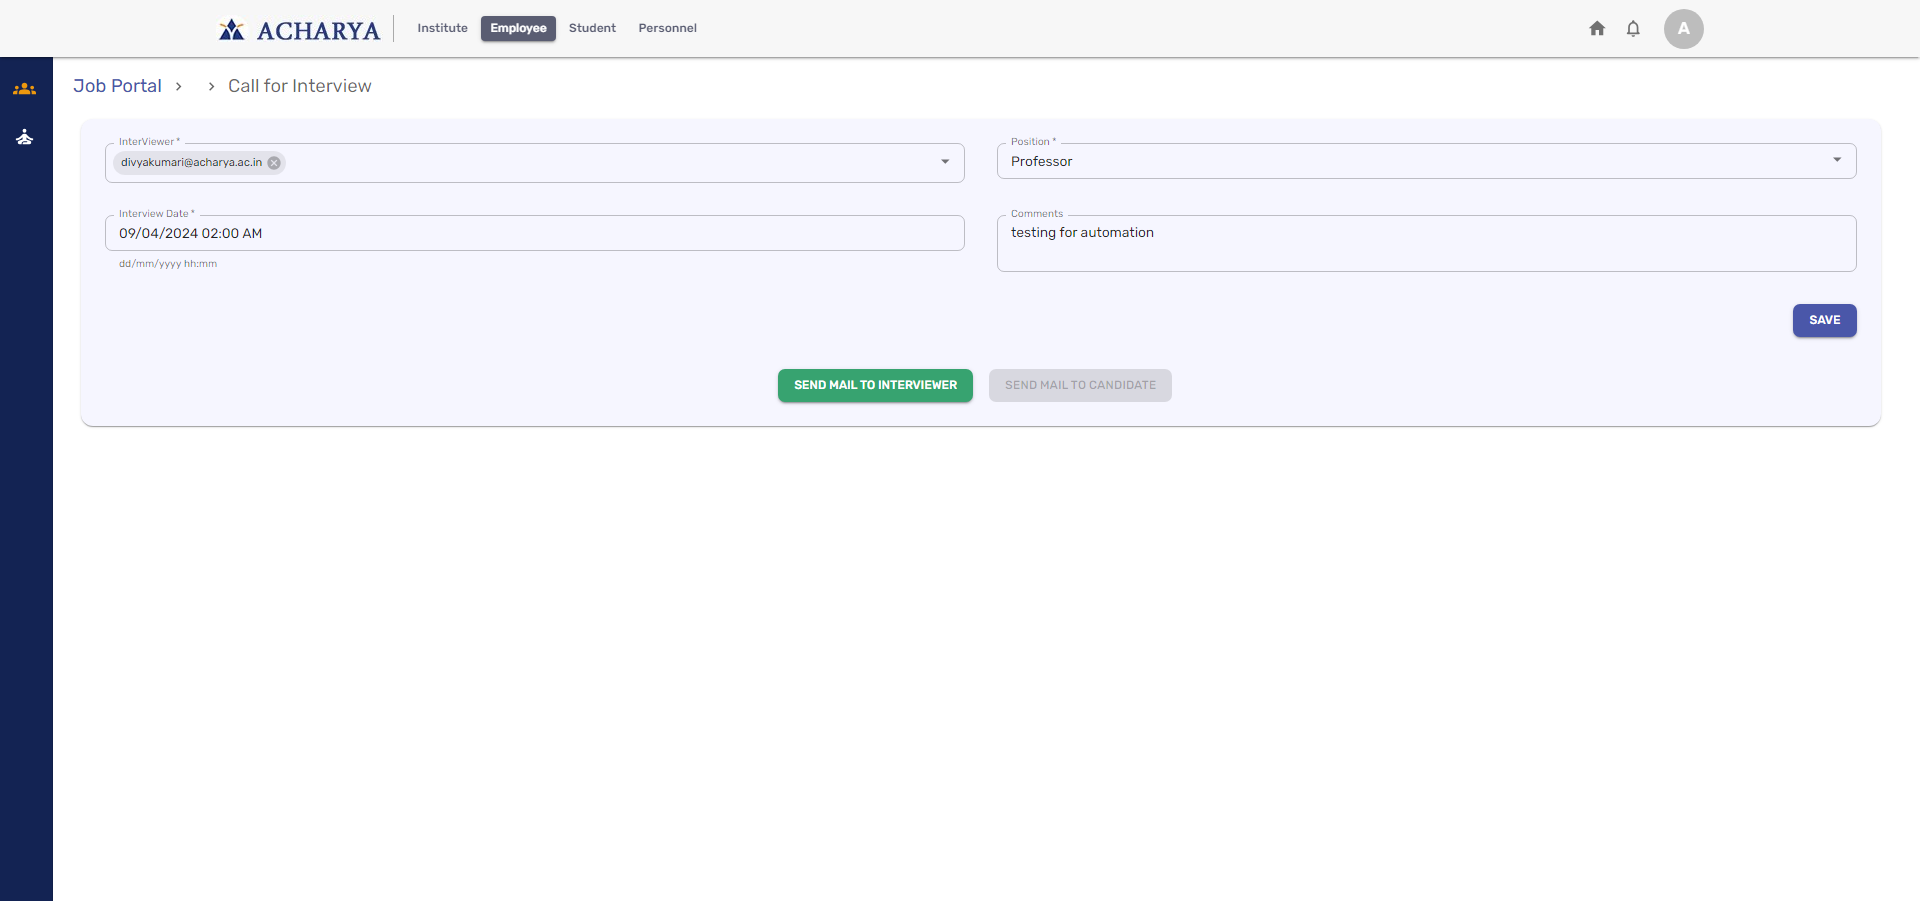 ACHARYA
Institute
Employee
Student
Personnel
A
Job Portal > > Call for Interview
InterViewer *
divyakumari@acharya.ac.in
Position *
Professor
Interview Date *
09/04/2024 02:00 AM
dd/mm/yyyy hh:mm
Comments
testing for automation
SAVE
SEND MAIL TO INTERVIEWER
SEND MAIL TO CANDIDATE